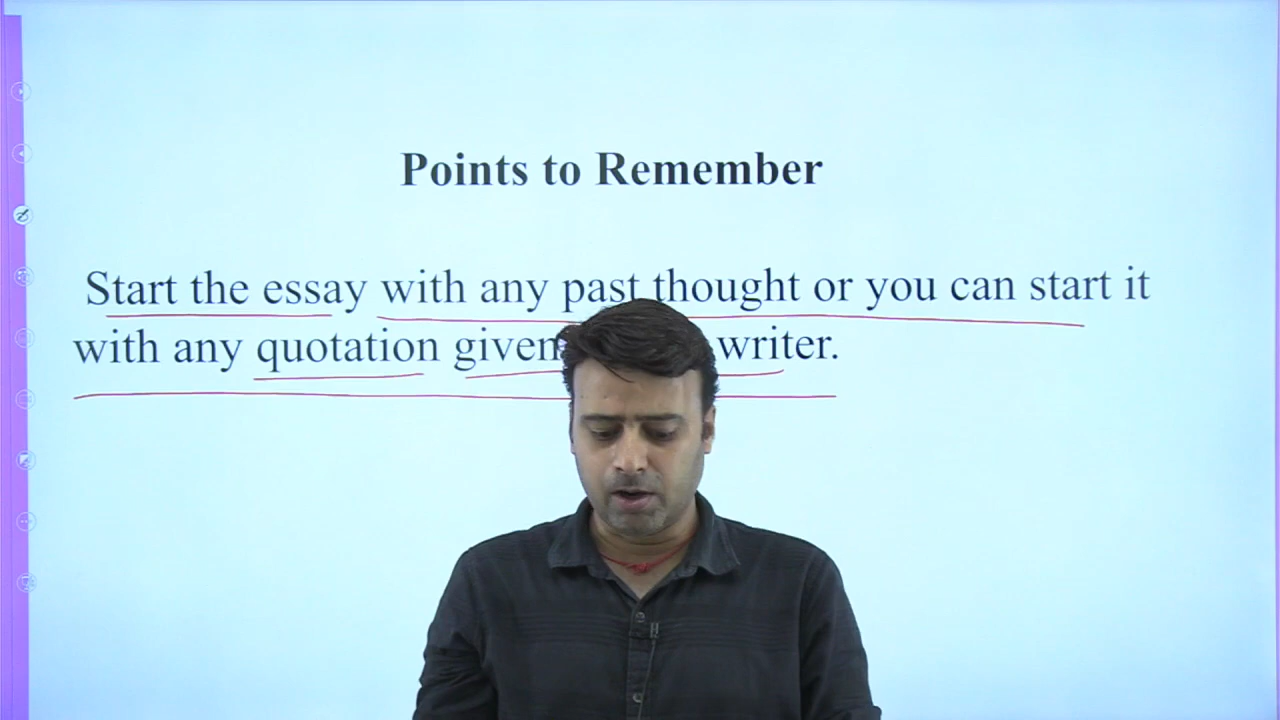 Points to Remember
Start the essay with any past thought or you can start it
with any quotation given writer.